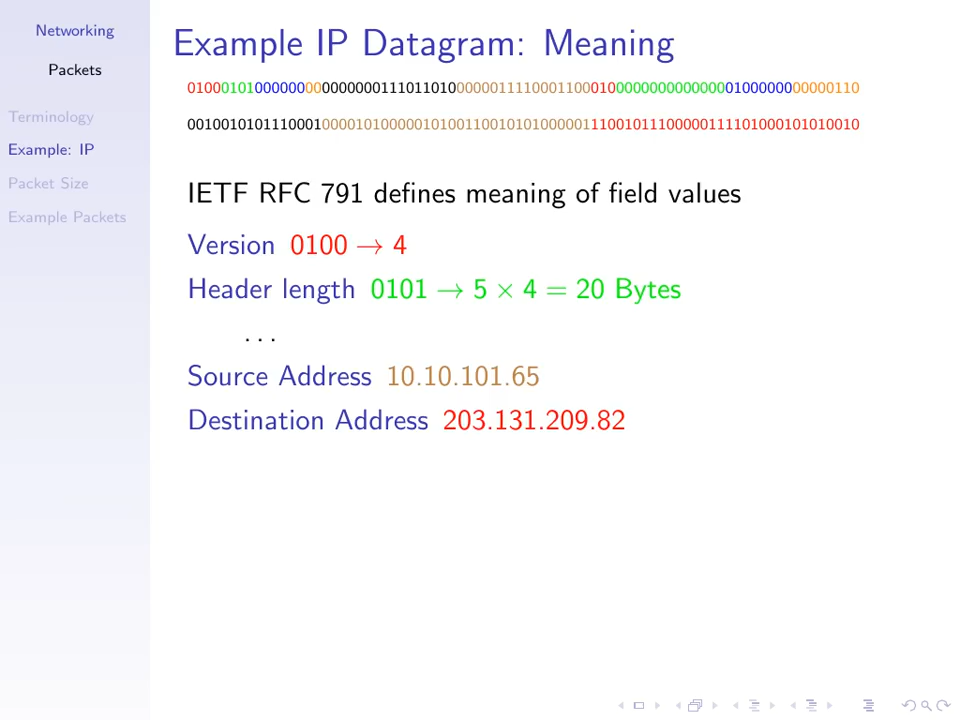 Networking
Packets
Terminology
Example: IP
Packet Size
Example Packets
Example IP Datagram: Meaning
01000101000000000000000111011010000001111000110001000000000000000100000000000110
00100101011100010000101000001010011001010100000111001011100000111101000101010010
IETF RFC 791 defines meaning of field values
Version 0100 → 4
Header length 0101 → 5 × 4 = 20 Bytes
. . .
Source Address 10.10.101.65
Destination Address 203.131.209.82